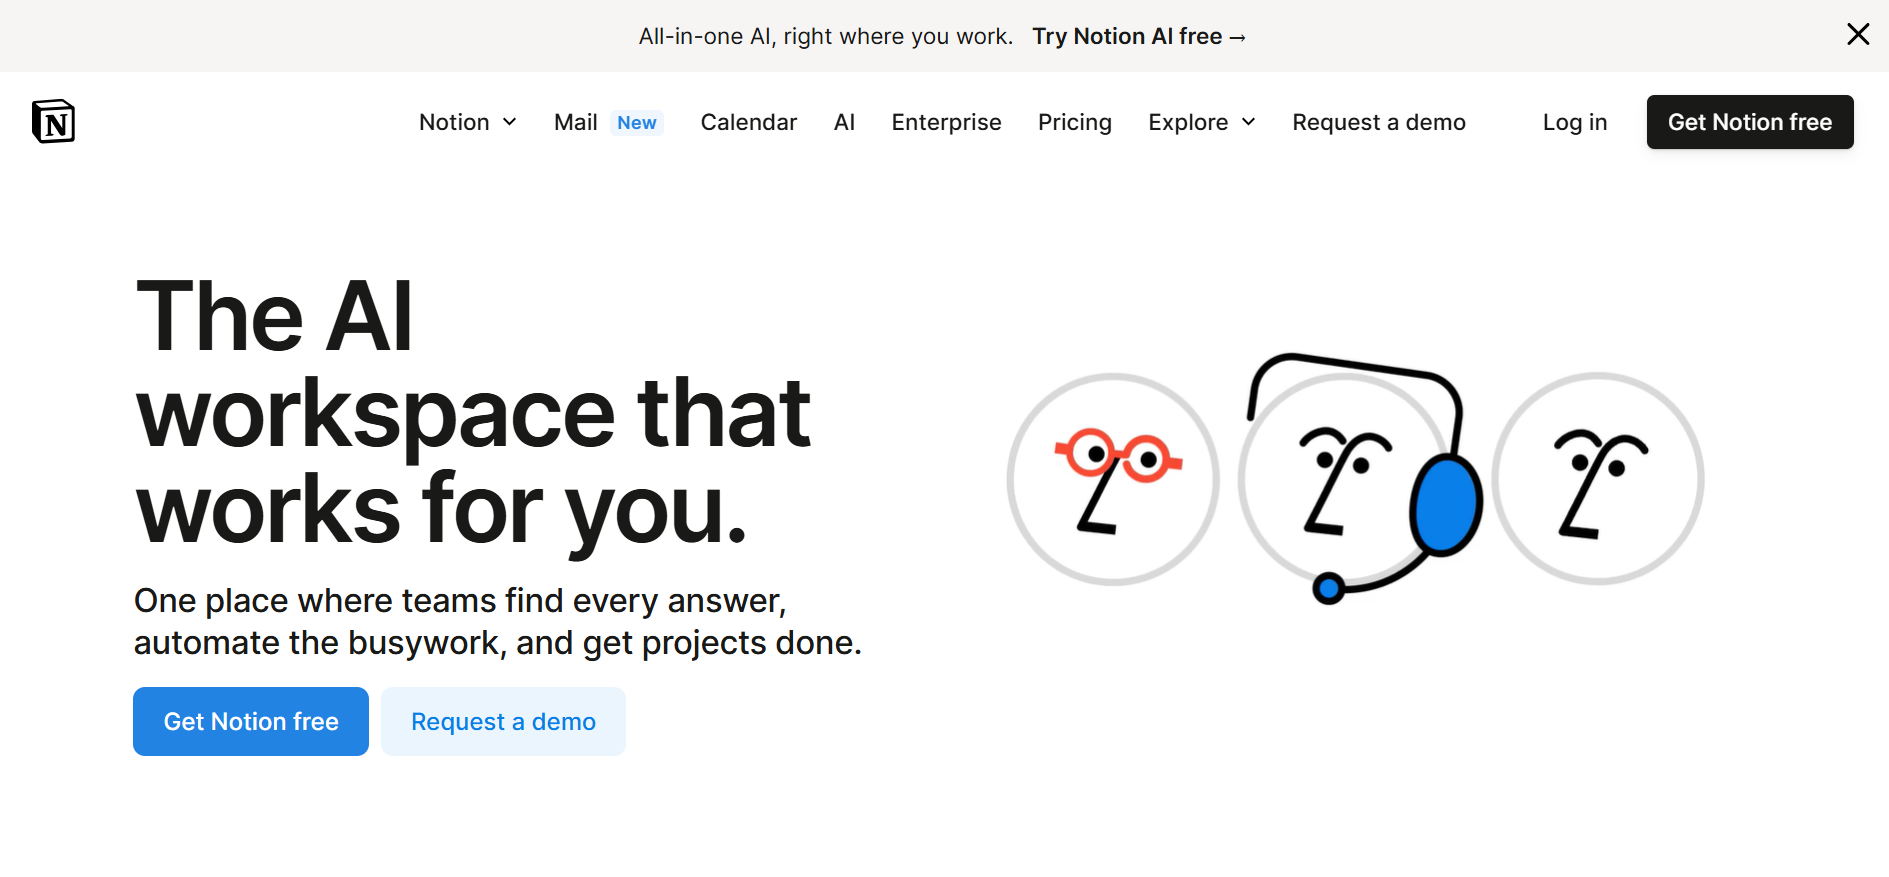 All-in-one AI, right where you work. Try Notion AI free →
N
Notion
Mail New
Calendar
AI
Enterprise
Pricing
Explore
Request a demo
Log in
Get Notion free
The AI
workspace that
works for you.
One place where teams find every answer,
automate the busywork, and get projects done.
Get Notion free
Request a demo